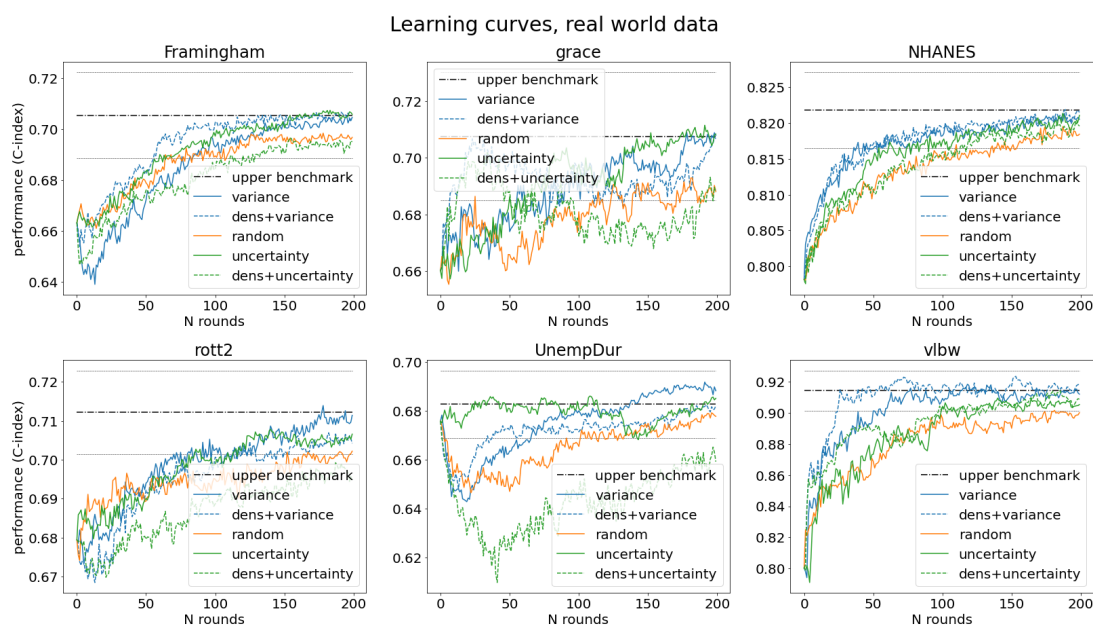 Learning curves, real world data
Framingham
grace
NHANES
performance (C-index)
0.72
0.70
0.68
0.66
0.64
upper benchmark
variance
dens+variance
random
uncertainty
dens+uncertainty
0 50 100 150 200
N rounds
0.72
0.70
0.68
0.66
upper benchmark
variance
dens+variance
random
uncertainty
dens+uncertainty
0 50 100 150 200
N rounds
0.825
0.820
0.815
0.810
0.805
0.800
upper benchmark
variance
dens+variance
random
uncertainty
dens+uncertainty
0 50 100 150 200
N rounds
rott2
UnempDur
vlbw
performance (C-index)
0.72
0.71
0.70
0.69
0.68
0.67
upper benchmark
variance
dens+variance
random
uncertainty
dens+uncertainty
0 50 100 150 200
N rounds
0.70
0.68
0.66
0.64
0.62
upper benchmark
variance
dens+variance
random
uncertainty
dens+uncertainty
0 50 100 150 200
N rounds
0.92
0.90
0.88
0.86
0.84
0.82
0.80
upper benchmark
variance
dens+variance
random
uncertainty
dens+uncertainty
0 50 100 150 200
N rounds